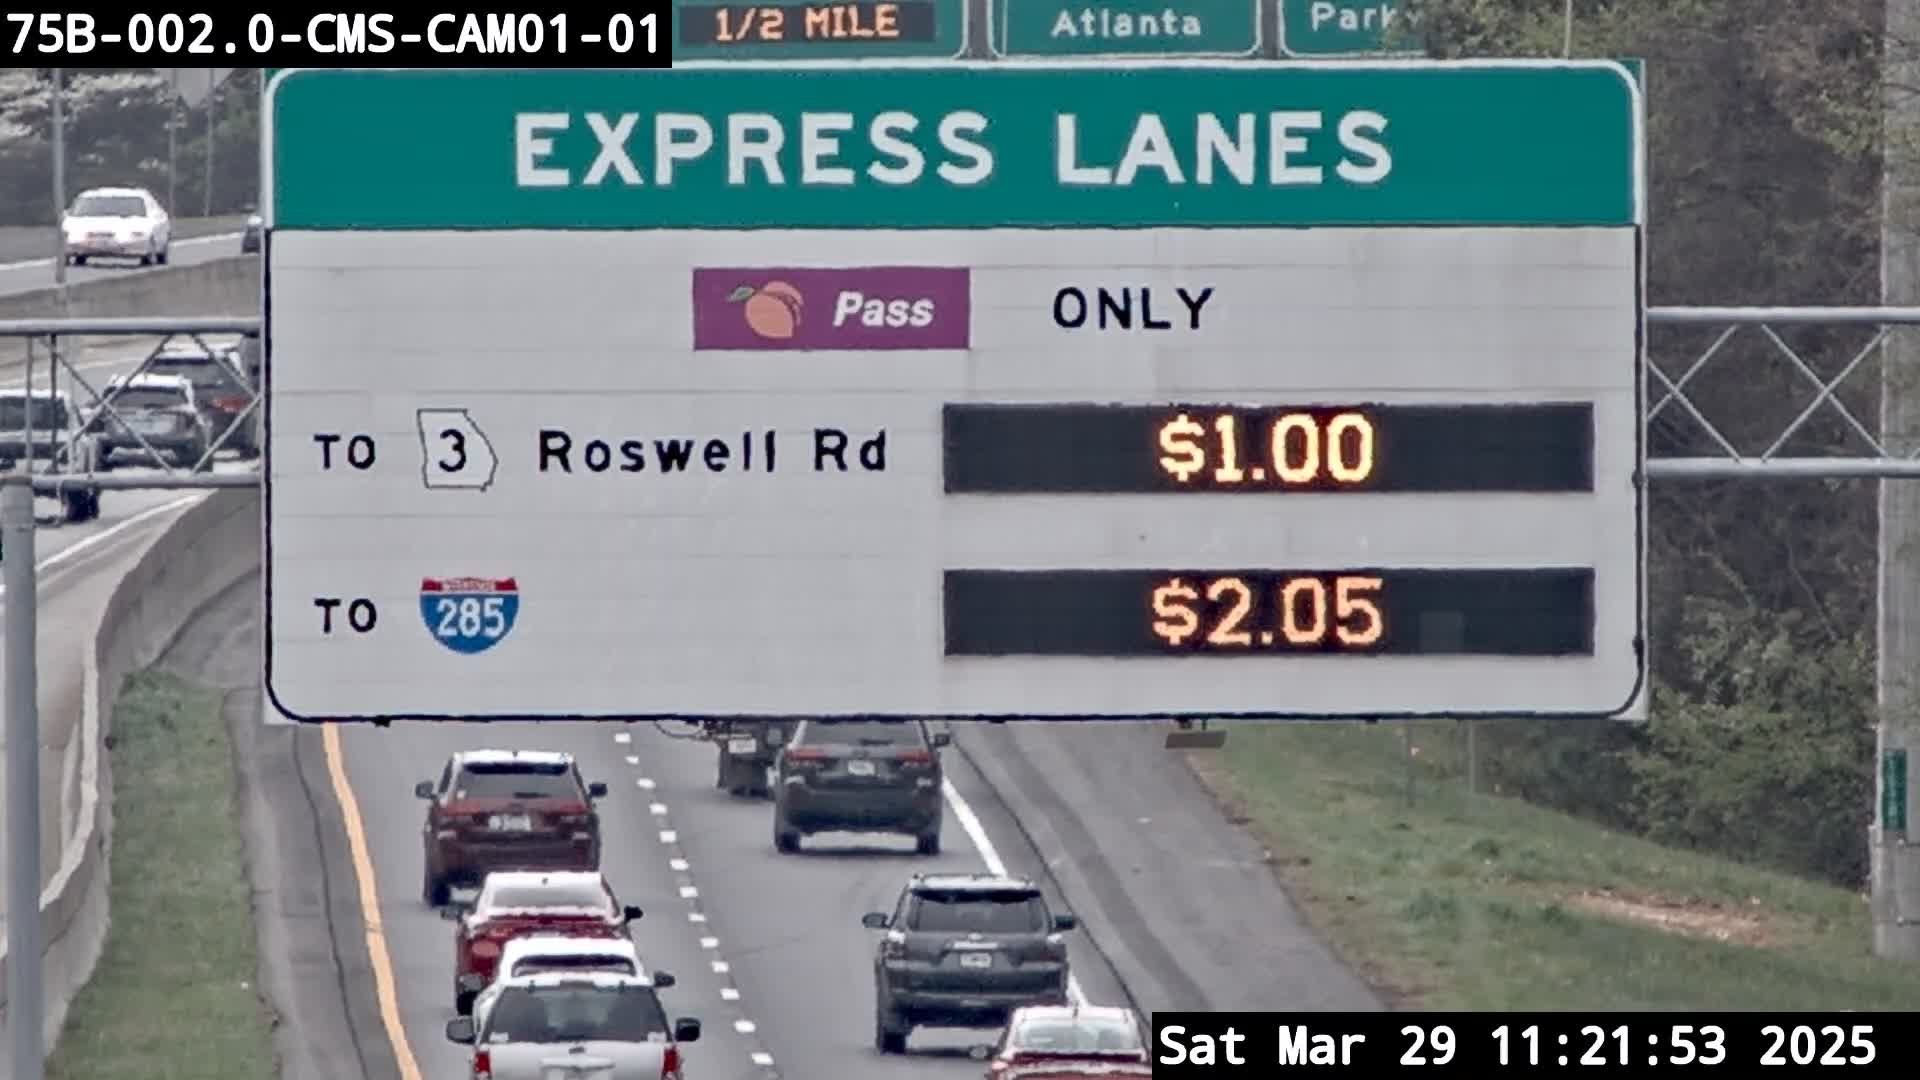 75B-002.0-CMS-CAM01-01
1/2 MILE
Atlanta
Park
EXPRESS LANES
Pass ONLY
TO 3 Roswell Rd $1.00
TO 285 $2.05
Sat Mar 29 11:21:53 2025